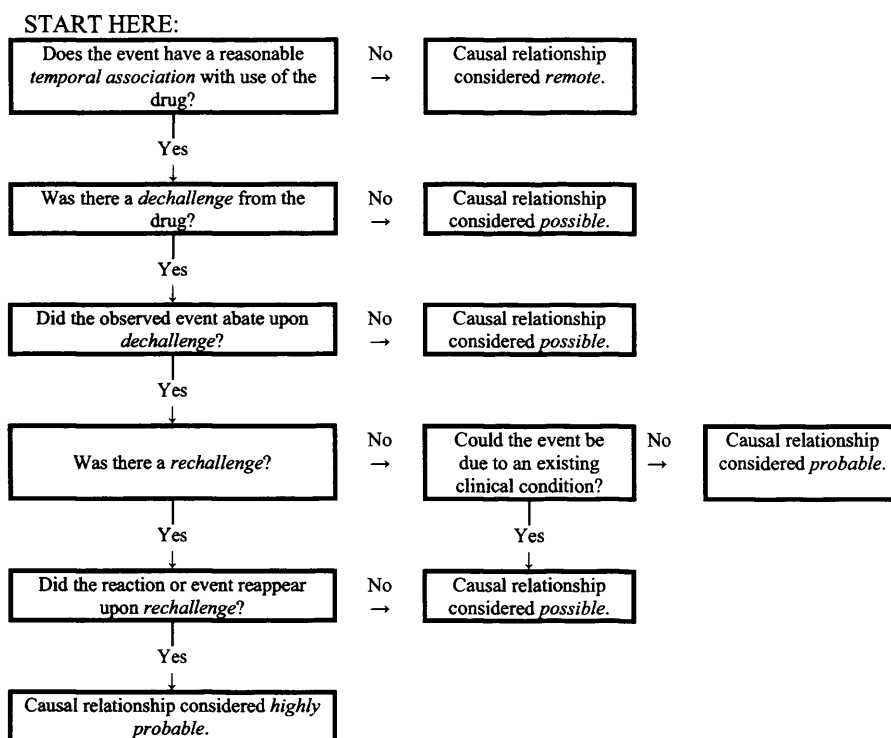 START HERE:
Does the event have a reasonable
temporal association with use of the
drug?
No
→
Causal relationship
considered remote.
Yes
Was there a dechallenge from the
drug?
No
→
Causal relationship
considered possible.
Yes
Did the observed event abate upon
dechallenge?
No
→
Causal relationship
considered possible.
Yes
Was there a rechallenge?
No
→
Could the event be
due to an existing
clinical condition?
No
→
Causal relationship
considered probable.
Yes
Yes
Did the reaction or event reappear
upon rechallenge?
No
→
Causal relationship
considered possible.
Yes
Causal relationship considered highly
probable.